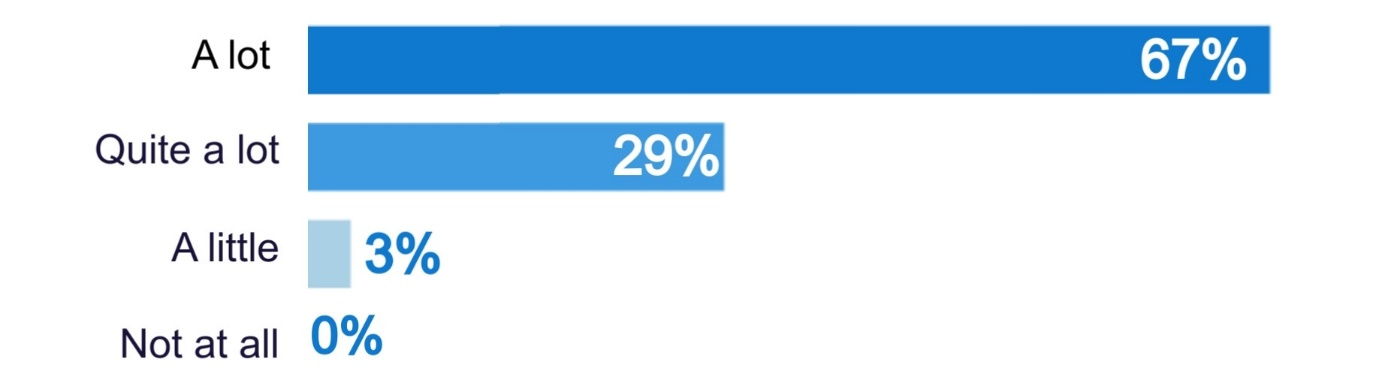 A lot 67%
Quite a lot 29%
A little 3%
Not at all 0%